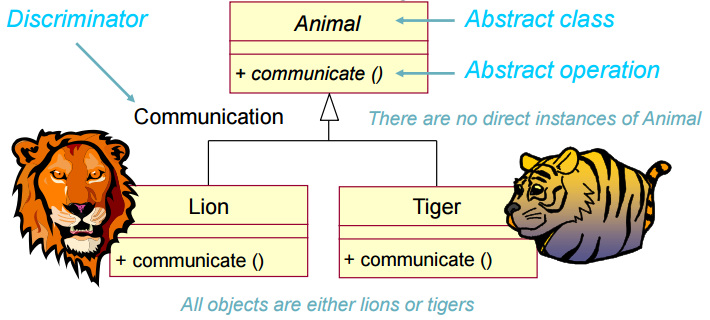 Discriminator
Animal
Abstract class
+ communicate ()
Abstract operation
Communication
There are no direct instances of Animal
Lion
Tiger
+ communicate ()
+ communicate ()
All objects are either lions or tigers